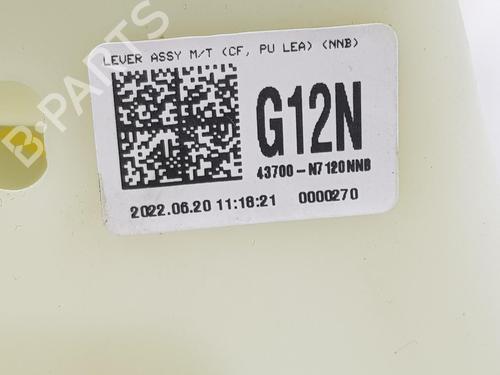 LEVER ASSY M/T (CF, PU LEA) (NNB)
G12N
43700-N7120NNB
2022.06.20 11:18:21 0000270
B-PARTS